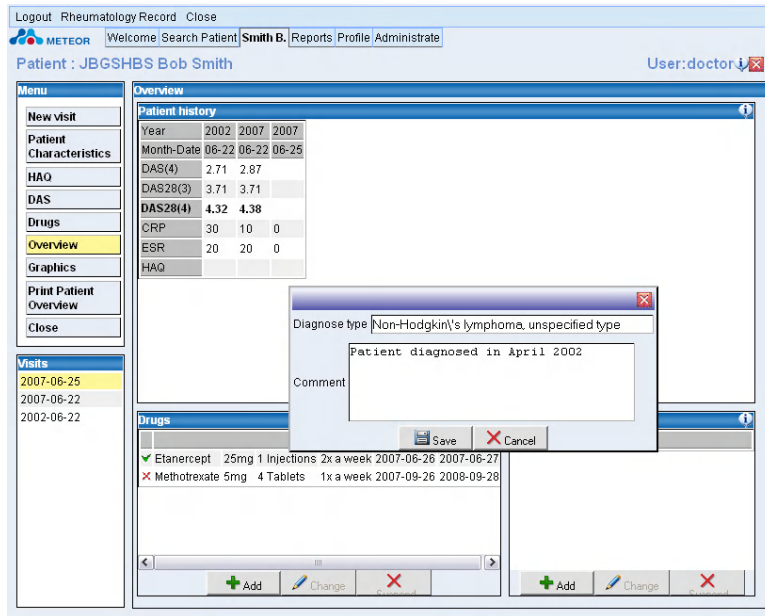 Logout Rheumatology Record Close
METEOR Welcome Search Patient Smith B. Reports Profile Administrate
Patient : JBGSHBS Bob Smith User:doctor
Menu
New visit
Patient
Characteristics
HAQ
DAS
Drugs
Overview
Graphics
Print Patient
Overview
Close
Visits
2007-06-25
2007-06-22
2002-06-22
Overview
Patient history
Year 2002 2007 2007
Month-Date 06-22 06-22 06-25
DAS(4) 2.71 2.87
DAS28(3) 3.71 3.71
DAS28(4) 4.32 4.38
CRP 30 10 0
ESR 20 20 0
HAQ
Diagnose type Non-Hodgkin\'s lymphoma, unspecified type
Comment Patient diagnosed in April 2002
Save Cancel
Drugs
Etanercept 25mg 1 Injections 2x a week 2007-06-26 2007-06-27
Methotrexate 5mg 4 Tablets 1x a week 2007-09-26 2008-09-28
Add Change
Add Change